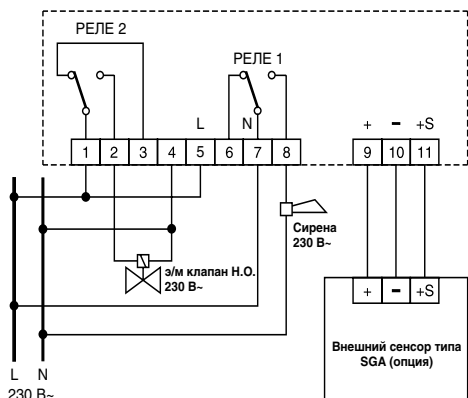 РЕЛЕ 2
РЕЛЕ 1
L N + - +S
1 2 3 4 5 6 7 8 9 10 11
Сирена
230 В~
э/м клапан Н.О.
230 В~
+ - +S
Внешний сенсор типа
SGA (опция)
L N
230 В~